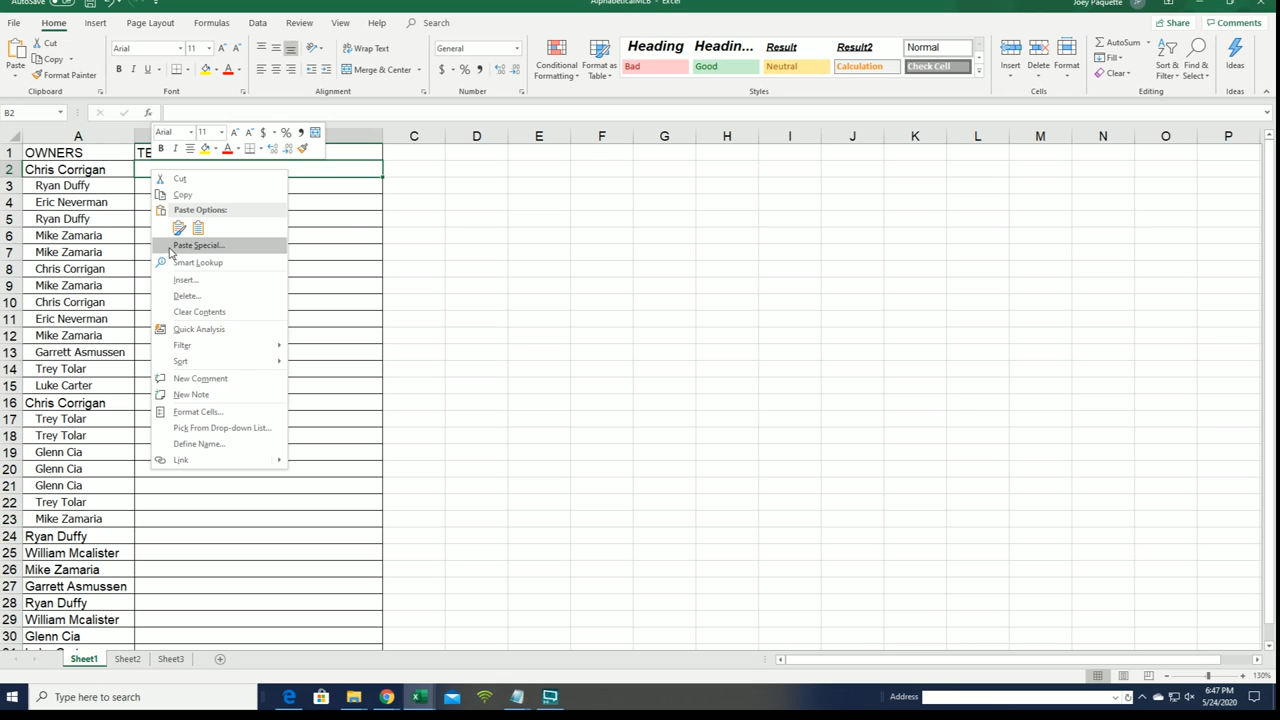 AutoSave Off AlphabeticalMLB - Excel Joey Paquette JP
File Home Insert Page Layout Formulas Data Review View Help Search Share Comments
Paste Cut Copy Format Painter Clipboard
Arial 11 Font
Wrap Text Merge & Center Alignment
General Number
Conditional Formatting Format as Table
Heading Headin... Result Result2 Normal
Bad Good Neutral Calculation Check Cell
Styles
Insert Delete Format Cells
AutoSum Fill Clear Sort & Filter Find & Select Editing
Ideas Ideas
B2
Arial 11
A C D E F G H I J K L M N O P
1 OWNERS TE
2 Chris Corrigan
3 Ryan Duffy
4 Eric Neverman
5 Ryan Duffy
6 Mike Zamaria
7 Mike Zamaria
8 Chris Corrigan
9 Mike Zamaria
10 Chris Corrigan
11 Eric Neverman
12 Mike Zamaria
13 Garrett Asmussen
14 Trey Tolar
15 Luke Carter
16 Chris Corrigan
17 Trey Tolar
18 Trey Tolar
19 Glenn Cia
20 Glenn Cia
21 Glenn Cia
22 Trey Tolar
23 Mike Zamaria
24 Ryan Duffy
25 William Mcalister
26 Mike Zamaria
27 Garrett Asmussen
28 Ryan Duffy
29 William Mcalister
30 Glenn Cia
Cut
Copy
Paste Options:
Paste Special...
Smart Lookup
Insert...
Delete...
Clear Contents
Quick Analysis
Filter
Sort
New Comment
New Note
Format Cells...
Pick From Drop-down List...
Define Name...
Link
Sheet1 Sheet2 Sheet3
130%
Type here to search
Address
6:47 PM
5/24/2020